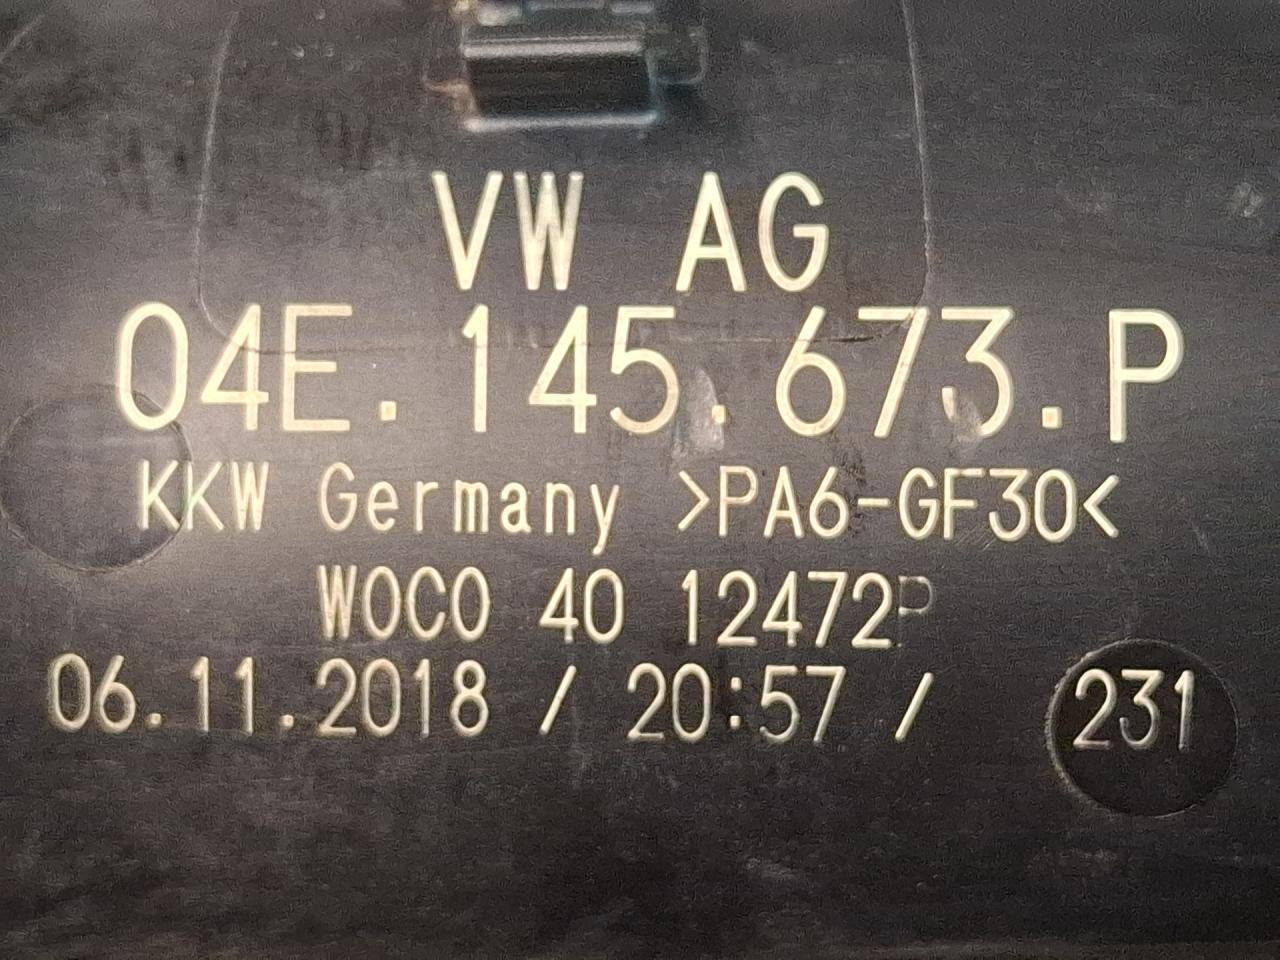 VW AG
04E.145.673.P
KKW Germany >PA6-GF30<
WOCO 40 12472P
06.11.2018 / 20:57 / 231